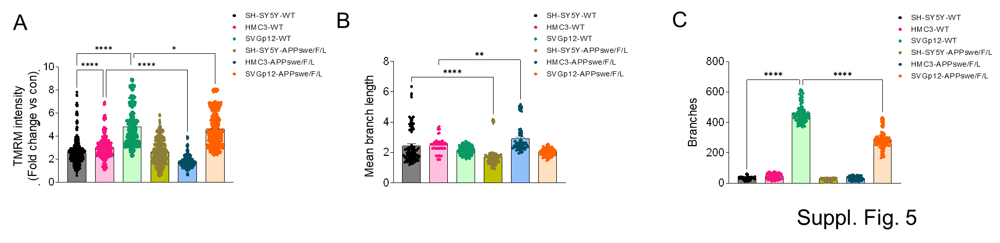 A
SH-SY5Y-WT
HMC3-WT
SVGp12-WT
SH-SY5Y-APPswe/F/L
HMC3-APPswe/F/L
SVGp12-APPswe/F/L
**** *
**** ****
10
8
6
4
2
0
TMRM intensity
(Fold change vs con)
B
SH-SY5Y-WT
HMC3-WT
SVGp12-WT
SH-SY5Y-APPswe/F/L
HMC3-APPswe/F/L
SVGp12-APPswe/F/L
**
****
8
6
4
2
0
Mean branch length
C
SH-SY5Y-WT
HMC3-WT
SVGp12-WT
SH-SY5Y-APPswe/F/L
HMC3-APPswe/F/L
SVGp12-APPswe/F/L
**** ****
800
600
400
200
0
Branches
Suppl. Fig. 5